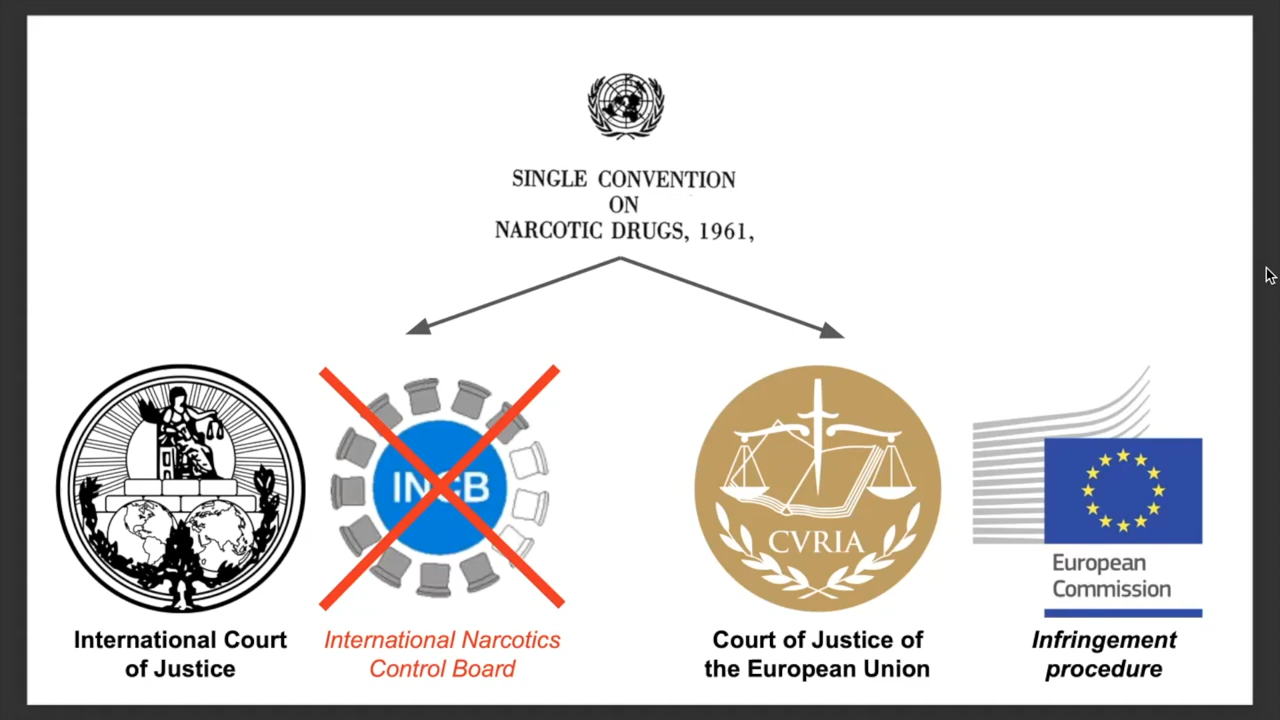 SINGLE CONVENTION
ON
NARCOTIC DRUGS, 1961,
INCB
CVRIA
European
Commission
International Court
of Justice
International Narcotics
Control Board
Court of Justice of
the European Union
Infringement
procedure